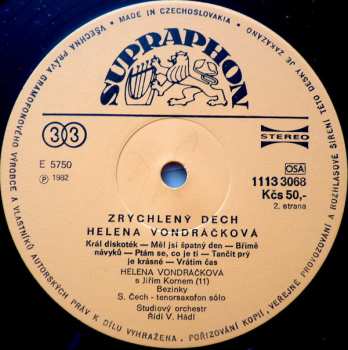 MADE IN CZECHOSLOVAKIA • VŠECHNA PRÁVA GRAMOFONOVÉHO VÝROBCE A VLASTNÍKŮ AUTORSKÝCH PRÁV K DÍLU VYHRAŽENA. POŘIZOVÁNÍ KOPIÍ, VEŘEJNÉ PROVOZOVÁNÍ A ROZHLASOVÉ ŠÍŘENÍ TÉTO DESKY JE ZAKÁZÁNO
SUPRAPHON
33
STEREO
E 5750
Ⓟ 1982
OSA
1113 3068
Kčs 50,-
2. strana
ZRYCHLENÝ DECH
HELENA VONDRÁČKOVÁ
Král diskoték — Měl jsi špatný den — Břímě
návyků — Ptám se, co je ti — Tančit prý
je krásné — Vrátím čas
HELENA VONDRÁČKOVÁ
s Jiřím Kornem (11)
Bezinky
S. Čech - tenorsaxofon sólo
Studiový orchestr
Řídí V. Hádl